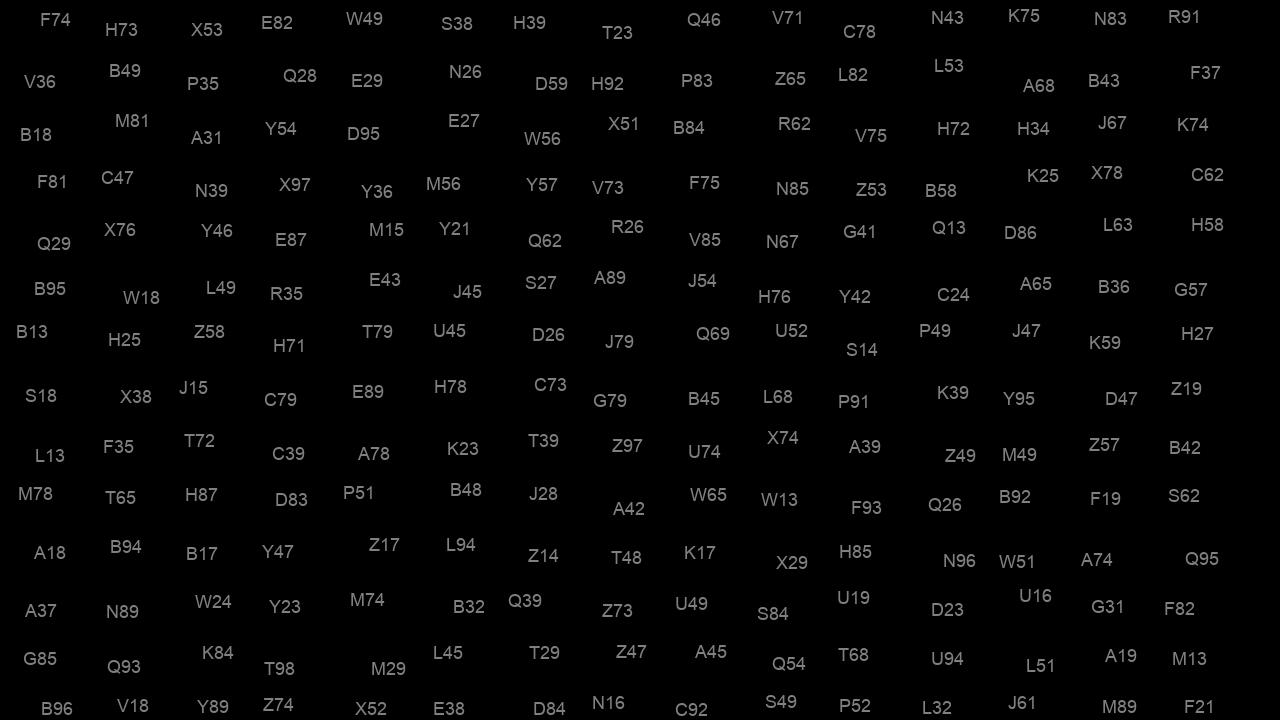 F74 H73 X53 E82 W49 S38 H39 T23 Q46 V71 C78 N43 K75 N83 R91
V36 B49 P35 Q28 E29 N26 D59 H92 P83 Z65 L82 L53 A68 B43 F37
B18 M81 A31 Y54 D95 E27 W56 X51 B84 R62 V75 H72 H34 J67 K74
F81 C47 N39 X97 Y36 M56 Y57 V73 F75 N85 Z53 B58 K25 X78 C62
Q29 X76 Y46 E87 M15 Y21 Q62 R26 V85 N67 G41 Q13 D86 L63 H58
B95 W18 L49 R35 E43 J45 S27 A89 J54 H76 Y42 C24 A65 B36 G57
B13 H25 Z58 H71 T79 U45 D26 J79 Q69 U52 S14 P49 J47 K59 H27
S18 X38 J15 C79 E89 H78 C73 G79 B45 L68 P91 K39 Y95 D47 Z19
L13 F35 T72 C39 A78 K23 T39 Z97 U74 X74 A39 Z49 M49 Z57 B42
M78 T65 H87 D83 P51 B48 J28 A42 W65 W13 F93 Q26 B92 F19 S62
A18 B94 B17 Y47 Z17 L94 Z14 T48 K17 X29 H85 N96 W51 A74 Q95
A37 N89 W24 Y23 M74 B32 Q39 Z73 U49 S84 U19 D23 U16 G31 F82
G85 Q93 K84 T98 M29 L45 T29 Z47 A45 Q54 T68 U94 L51 A19 M13
B96 V18 Y89 Z74 X52 E38 D84 N16 C92 S49 P52 L32 J61 M89 F21